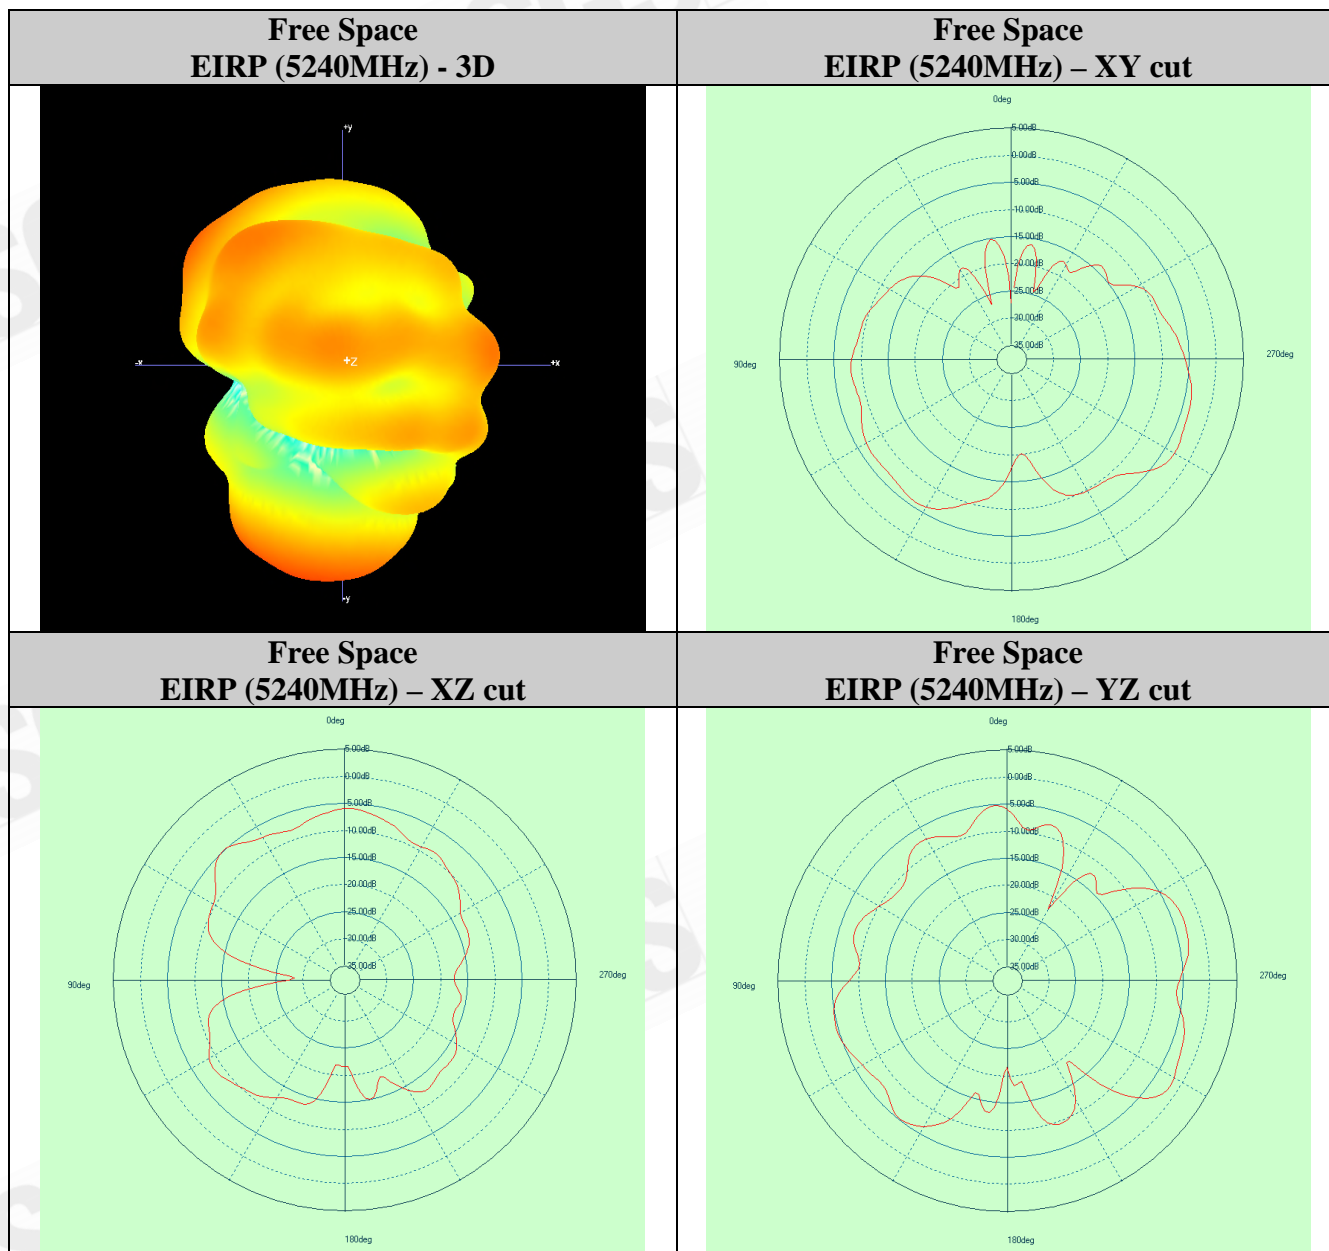 Free Space
EIRP (5240MHz) - 3D
+y
-x
+Z
+x
-y
Free Space
EIRP (5240MHz) – XY cut
0deg
5.00dB
0.00dB
5.00dB
10.00dB
15.00dB
20.00dB
25.00dB
30.00dB
35.00dB
90deg
270deg
180deg
Free Space
EIRP (5240MHz) – XZ cut
0deg
5.00dB
0.00dB
5.00dB
10.00dB
15.00dB
20.00dB
25.00dB
30.00dB
35.00dB
90deg
270deg
180deg
Free Space
EIRP (5240MHz) – YZ cut
0deg
5.00dB
0.00dB
5.00dB
10.00dB
15.00dB
20.00dB
25.00dB
30.00dB
35.00dB
90deg
270deg
180deg